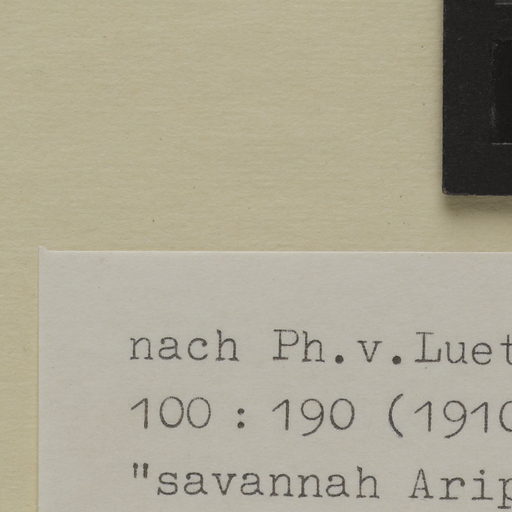 nach Ph.v.Luet
100 : 190 (1910
"savannah Arip